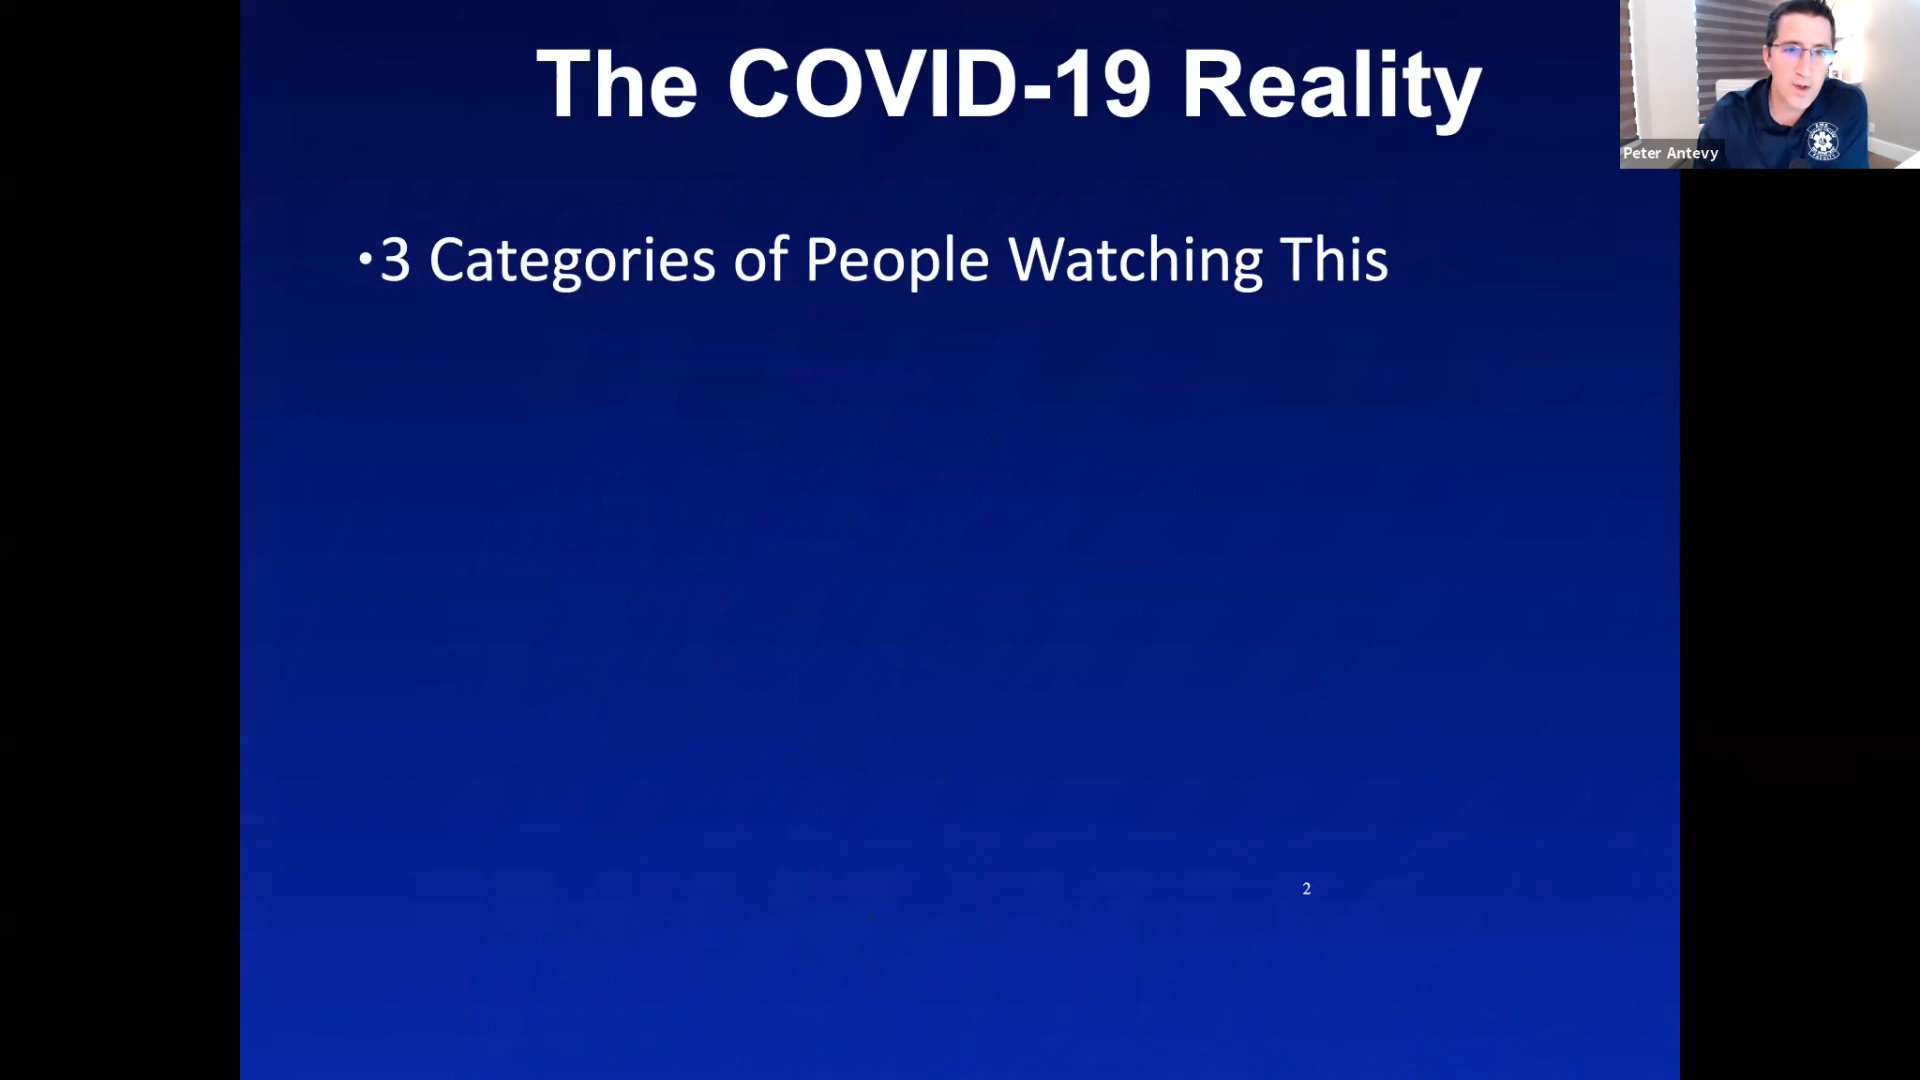 The COVID-19 Reality
Peter Antevy
•3 Categories of People Watching This
2